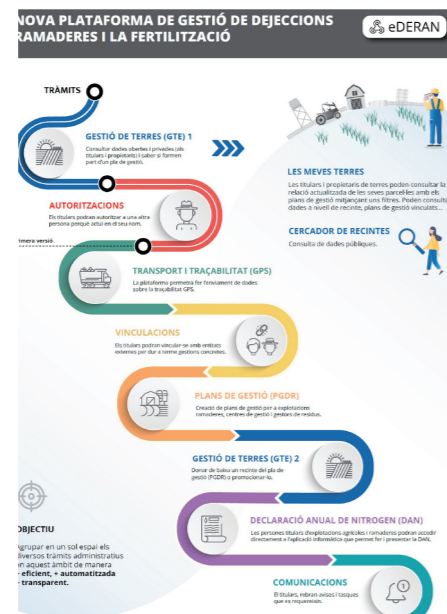 NOVA PLATAFORMA DE GESTIÓ DE DEJECCIONS
RAMADERES I LA FERTILITZACIÓ
eDERAN
TRÀMITS
GESTIÓ DE TERRES (GTE) 1
Consultar dades obertes i privades (els
titulars i propietaris) i saber si formen
part d'un pla de gestió.
LES MEVES TERRES
Els titulars i propietaris de terres poden consultar la
relació actualitzada de les seves parcel·les amb els
plans de gestió mitjançant uns filtres. Poden consulta
dades a nivell de recinte, plans de gestió vinculats...
AUTORITZACIONS
Els titulars podran autoritzar a una altra
persona perquè actuï en el seu nom.
CERCADOR DE RECINTES
Consulta de dades públiques.
rimera versió
TRANSPORT I TRAÇABILITAT (GPS)
La plataforma permetrà fer l'enviament de dades
sobre la traçabilitat GPS.
VINCULACIONS
Els titulars podran vincular-se amb entitats
externes per dur a terme gestions concretes.
PLANS DE GESTIÓ (PGDR)
Creació de plans de gestió per a explotacions
ramaderes, centres de gestió i gestors de residus.
GESTIÓ DE TERRES (GTE) 2
Donar de baixa un recinte del pla de
gestió (PGDR) o promocionar-lo.
DECLARACIÓ ANUAL DE NITROGEN (DAN)
Les persones titulars d'explotacions agrícoles i ramaderes podran accedir
directament a l'aplicació informàtica que permet fer i presentar la DAN.
OBJECTIU
Agrupar en un sol espai els
diversos tràmits administratius
en aquest àmbit de manera
+ eficient, + automatitzada
+ transparent.
COMUNICACIONS
El titulars, rebran avisos i tasques
que es requereixin.
1